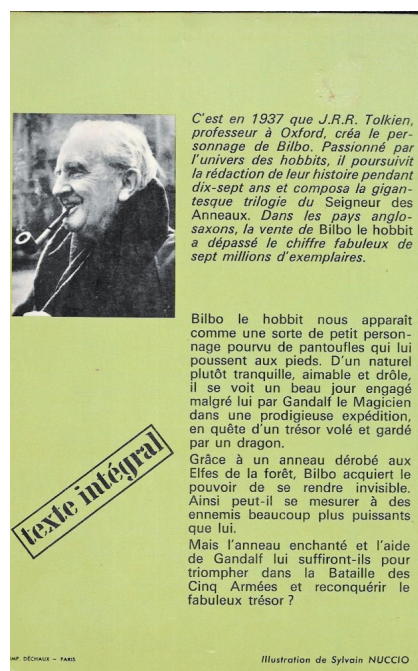 C'est en 1937 que J.R.R. Tolkien,
professeur à Oxford, créa le per-
sonnage de Bilbo. Passionné par
l'univers des hobbits, il poursuivit
la rédaction de leur histoire pendant
dix-sept ans et composa la gigan-
tesque trilogie du Seigneur des
Anneaux. Dans les pays anglo-
saxons, la vente de Bilbo le hobbit
a dépassé le chiffre fabuleux de
sept millions d'exemplaires.
Bilbo le hobbit nous apparaît
comme une sorte de petit person-
nage pourvu de pantoufles qui lui
poussent aux pieds. D'un naturel
plutôt tranquille, aimable et drôle,
il se voit un beau jour engagé
malgré lui par Gandalf le Magicien
dans une prodigieuse expédition,
en quête d'un trésor volé et gardé
par un dragon.
Grâce à un anneau dérobé aux
Elfes de la forêt, Bilbo acquiert le
pouvoir de se rendre invisible.
Ainsi peut-il se mesurer à des
ennemis beaucoup plus puissants
que lui.
Mais l'anneau enchanté et l'aide
de Gandalf lui suffiront-ils pour
triompher dans la Bataille des
Cinq Armées et reconquérir le
fabuleux trésor ?
texte intégral
IMP. DÉCHAUX - PARIS
Illustration de Sylvain NUCCIO